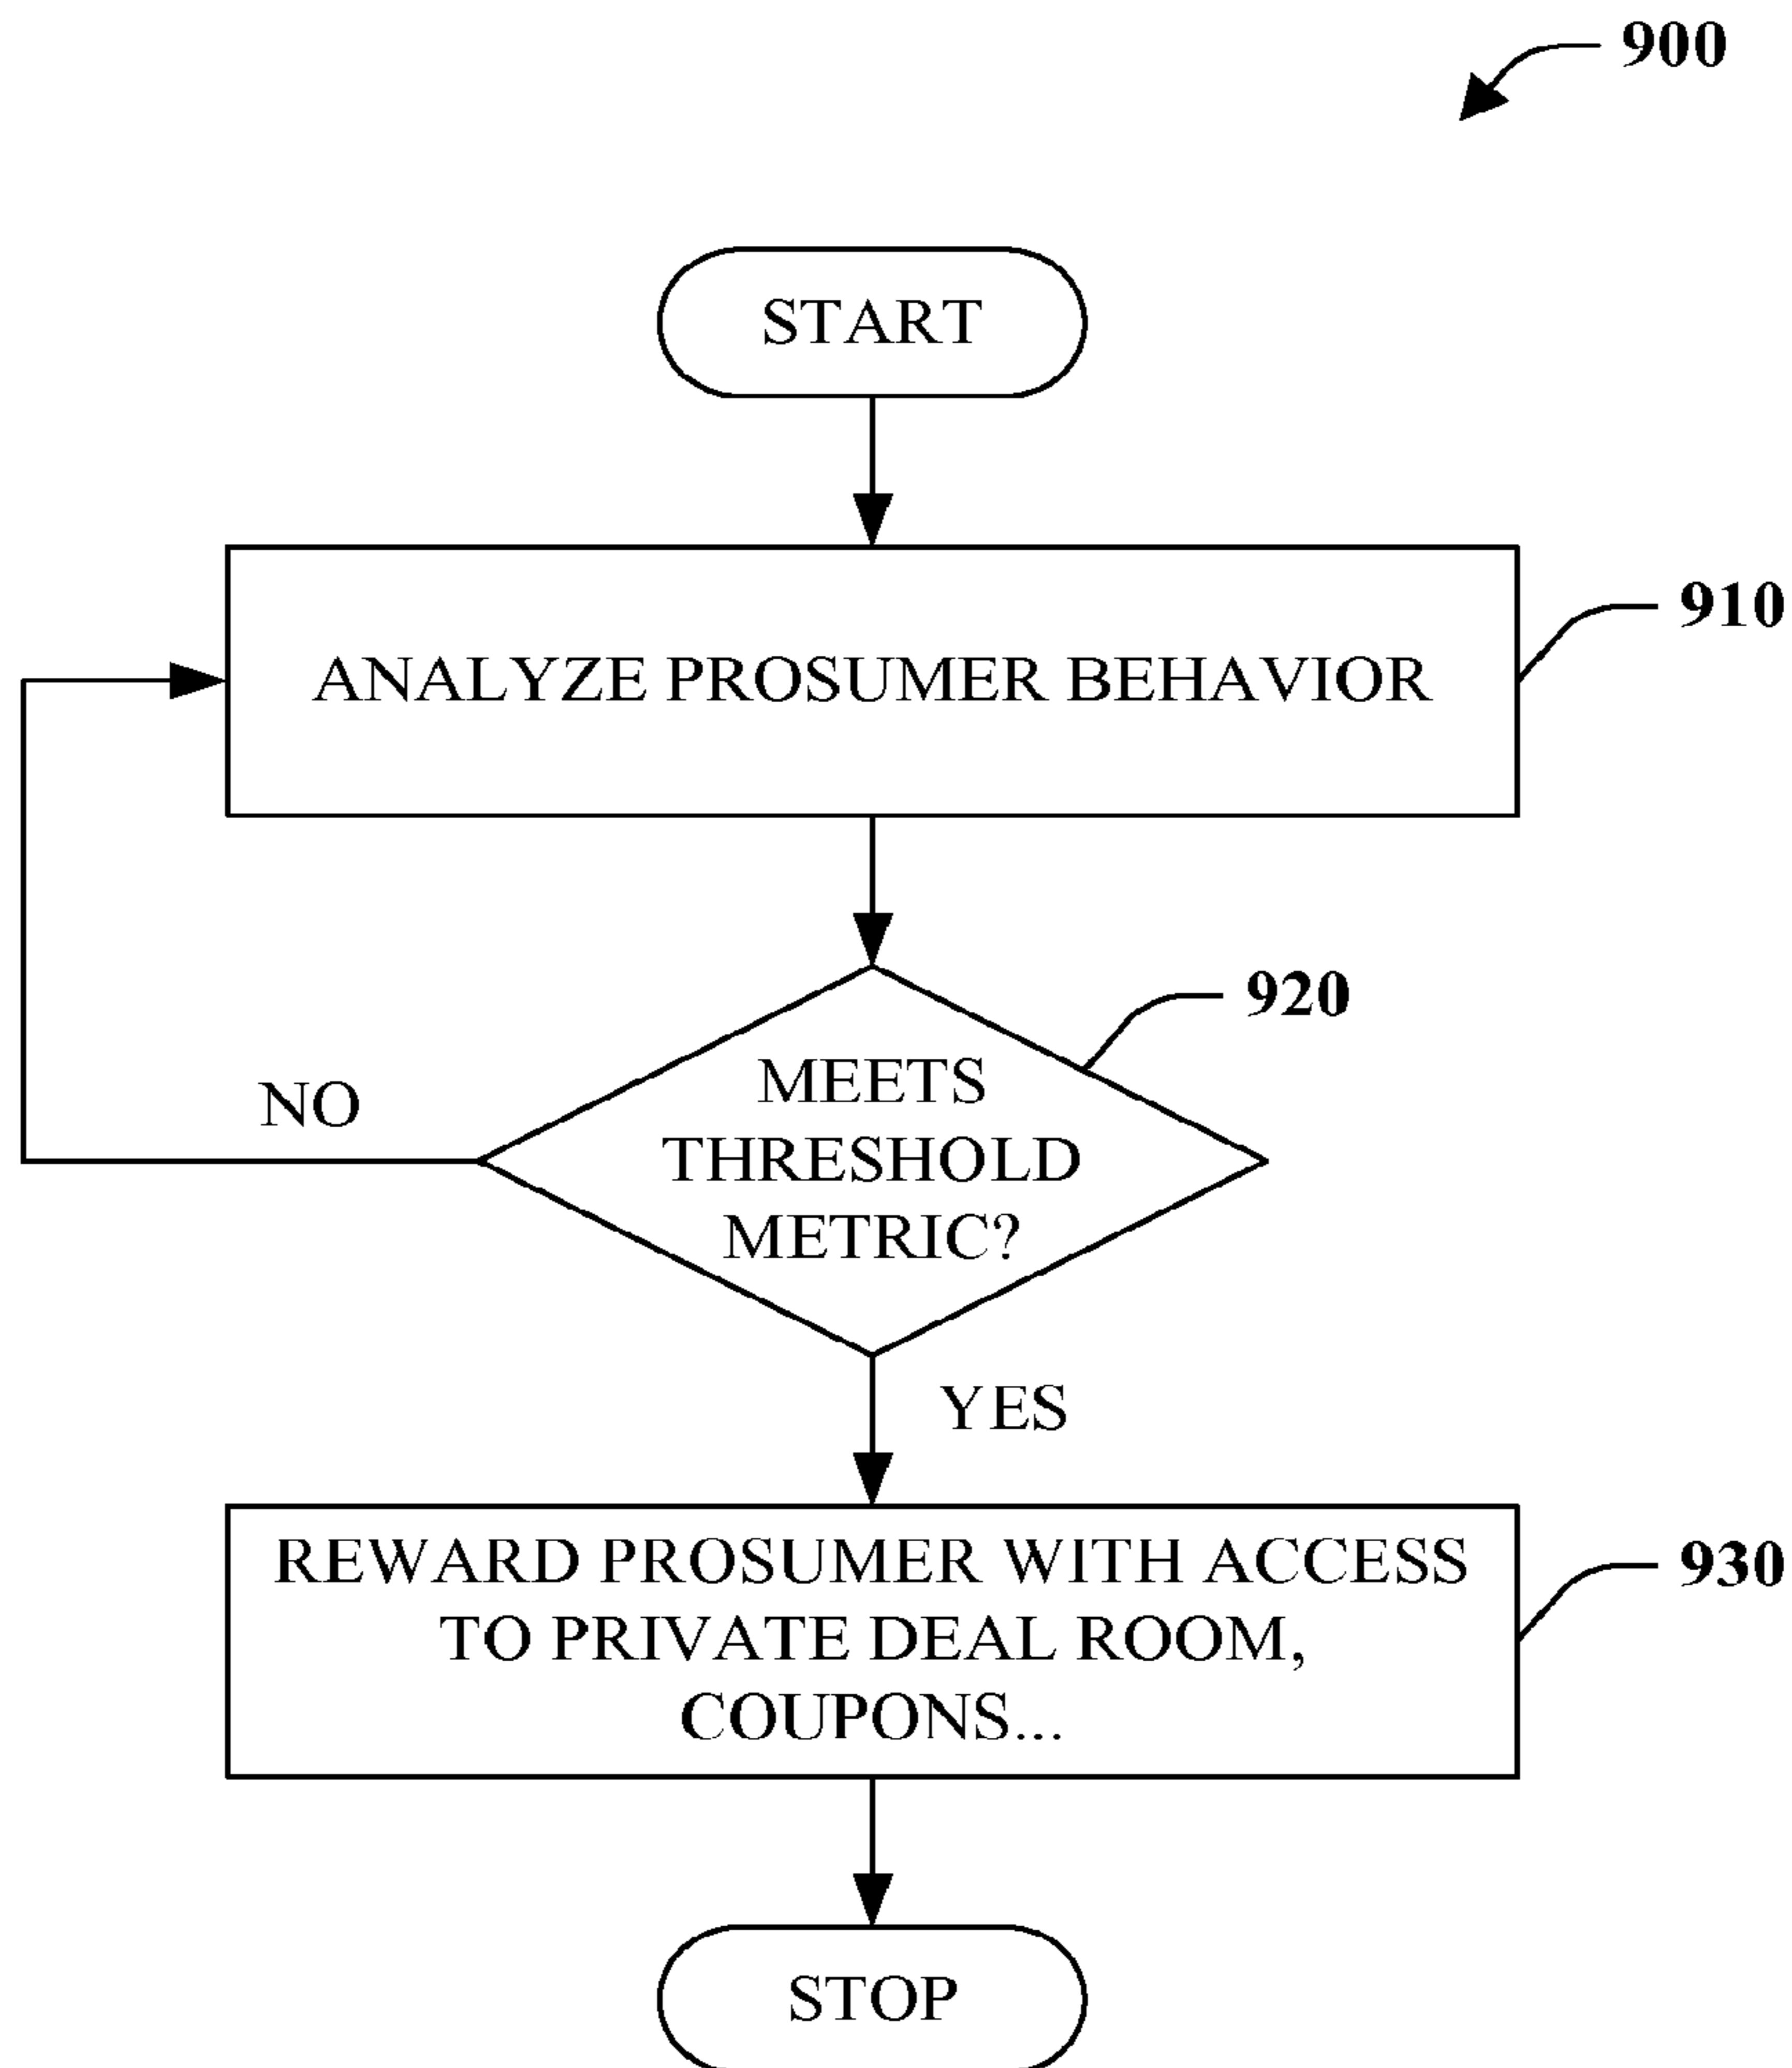 900
START
ANALYZE PROSUMER BEHAVIOR
910
920
MEETS
THRESHOLD
METRIC?
NO
YES
REWARD PROSUMER WITH ACCESS
TO PRIVATE DEAL ROOM,
COUPONS...
930
STOP